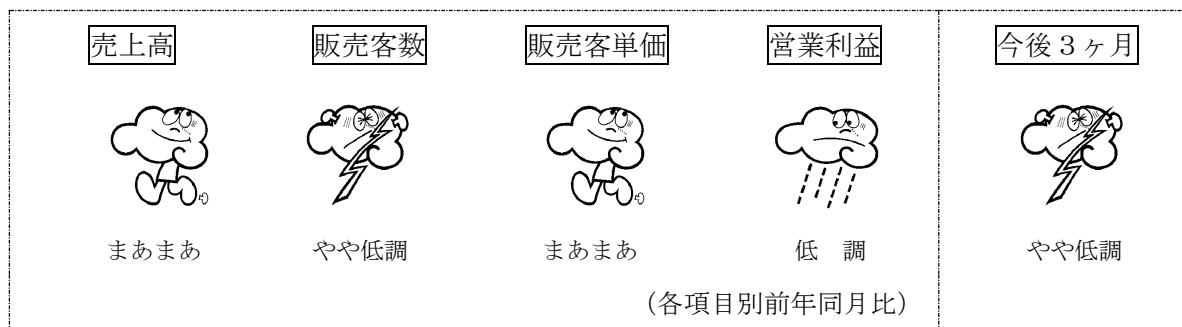 売上高 販売客数 販売客単価 営業利益 今後３ヶ月
まあまあ やや低調 まあまあ 低　調 やや低調
（各項目別前年同月比）